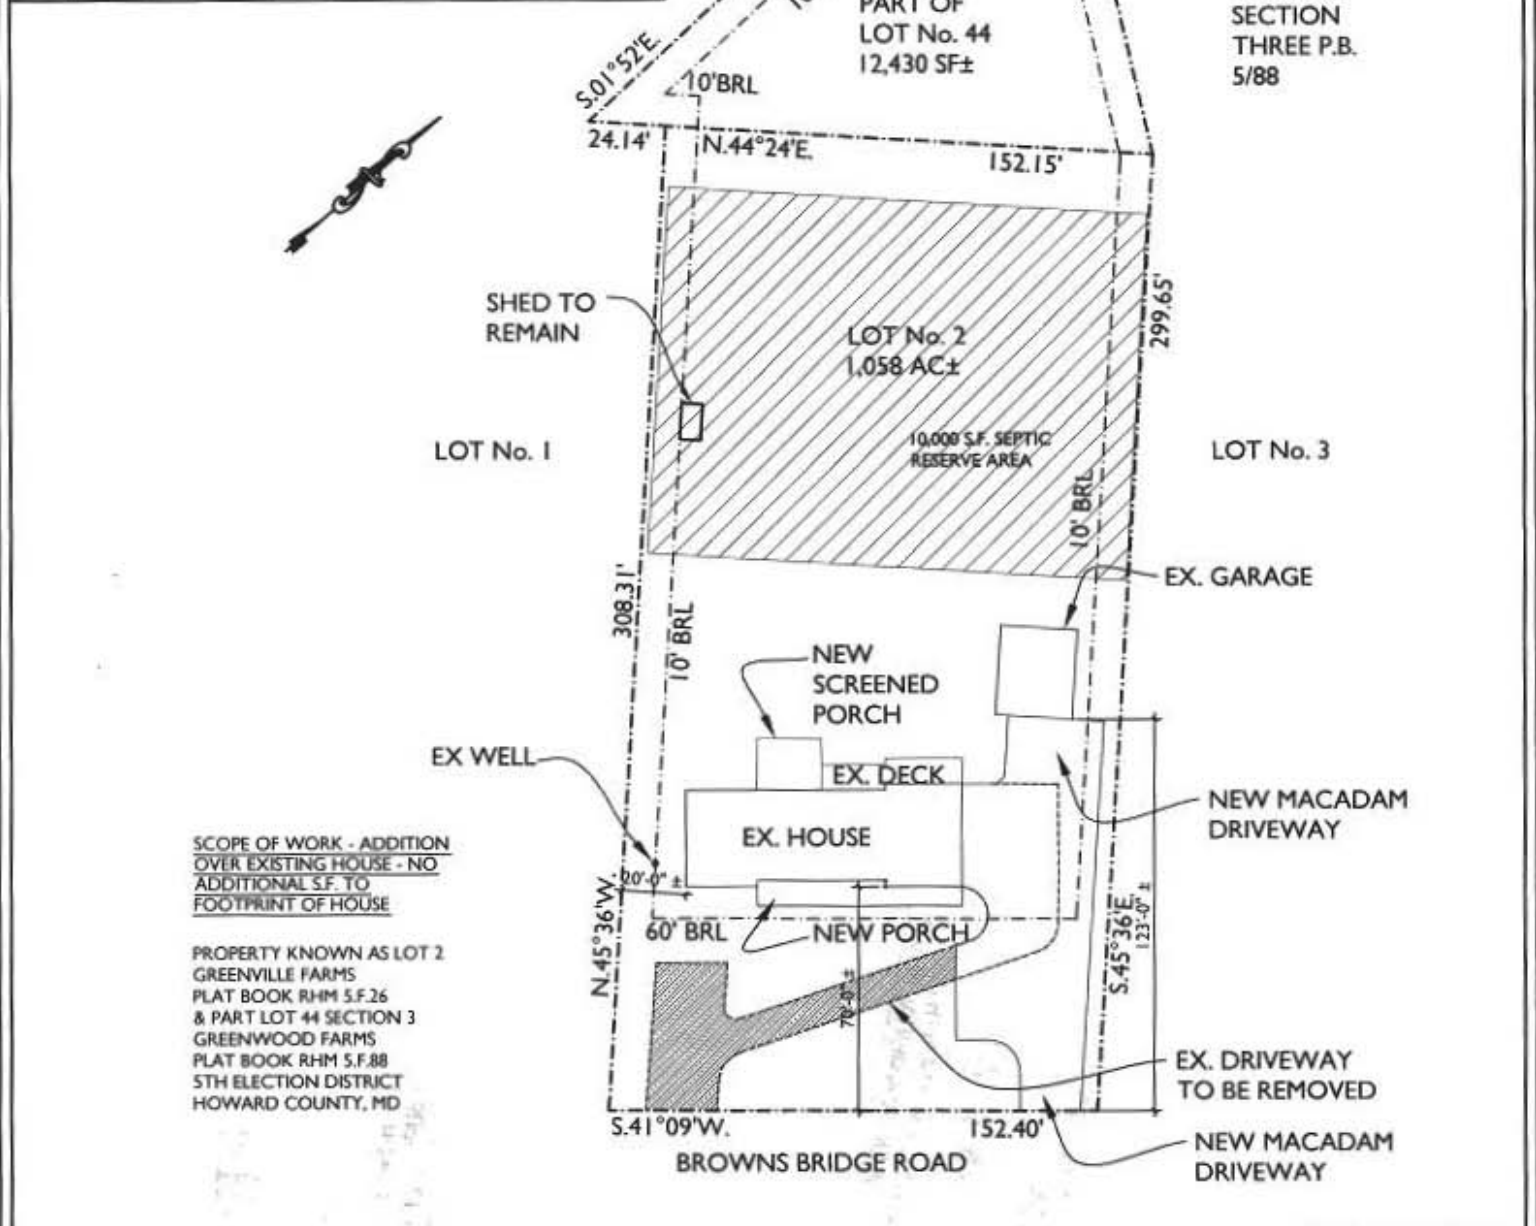 PART OF
LOT No. 44
12,430 SF±
SECTION
THREE P.B.
5/88
S.01°52'E.
10'BRL
24.14'
N.44°24'E.
152.15'
299.65'
SHED TO
REMAIN
LOT No. 2
1.058 AC±
10,000 S.F. SEPTIC
RESERVE AREA
LOT No. 1
LOT No. 3
10' BRL
EX. GARAGE
308.31'
10' BRL
NEW
SCREENED
PORCH
EX WELL
EX. DECK
NEW MACADAM
DRIVEWAY
EX. HOUSE
SCOPE OF WORK - ADDITION
OVER EXISTING HOUSE - NO
ADDITIONAL S.F. TO
FOOTPRINT OF HOUSE
20'-0" ±
N.45°36'W.
S.45°36'E.
123'-0" ±
60' BRL
NEW PORCH
70'-0" ±
PROPERTY KNOWN AS LOT 2
GREENVILLE FARMS
PLAT BOOK RHM 5.F.26
& PART LOT 44 SECTION 3
GREENWOOD FARMS
PLAT BOOK RHM 5.F.88
5TH ELECTION DISTRICT
HOWARD COUNTY, MD
EX. DRIVEWAY
TO BE REMOVED
S.41°09'W.
152.40'
NEW MACADAM
DRIVEWAY
BROWNS BRIDGE ROAD